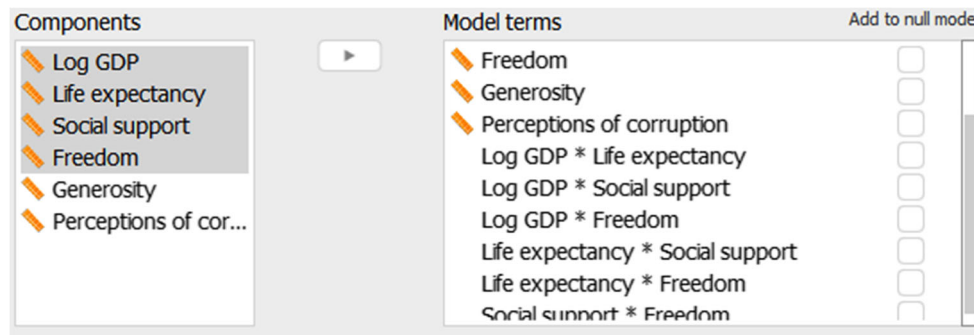 Components
Log GDP
Life expectancy
Social support
Freedom
Generosity
Perceptions of cor...
Model terms
Add to null mode
Freedom
Generosity
Perceptions of corruption
Log GDP * Life expectancy
Log GDP * Social support
Log GDP * Freedom
Life expectancy * Social support
Life expectancy * Freedom
Social support * Freedom